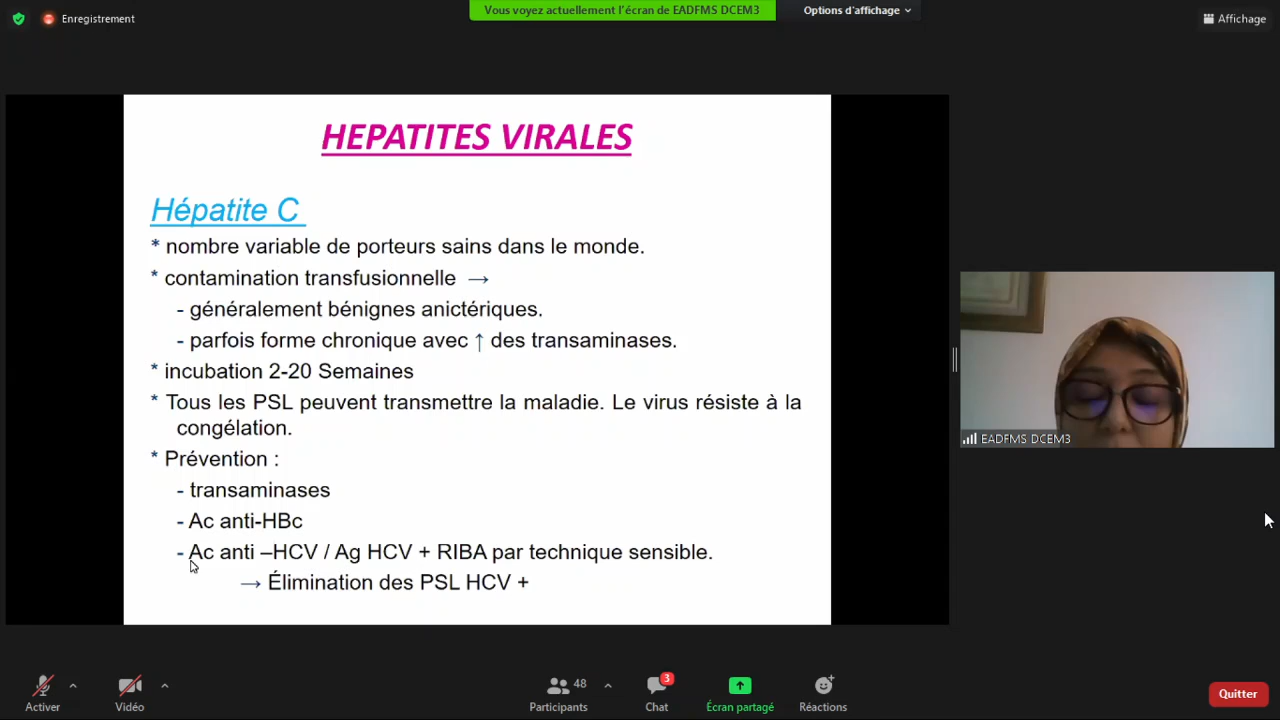 Enregistrement
Vous voyez actuellement l'écran de EADFMS DCEM3
Options d'affichage
Affichage
HEPATITES VIRALES
Hépatite C
* nombre variable de porteurs sains dans le monde.
* contamination transfusionnelle →
- généralement bénignes anictériques.
- parfois forme chronique avec ↑ des transaminases.
* incubation 2-20 Semaines
* Tous les PSL peuvent transmettre la maladie. Le virus résiste à la
congélation.
* Prévention :
- transaminases
- Ac anti-HBc
- Ac anti –HCV / Ag HCV + RIBA par technique sensible.
→ Élimination des PSL HCV +
EADFMS DCEM3
Activer
Vidéo
48
Participants
3
Chat
Écran partagé
Réactions
Quitter